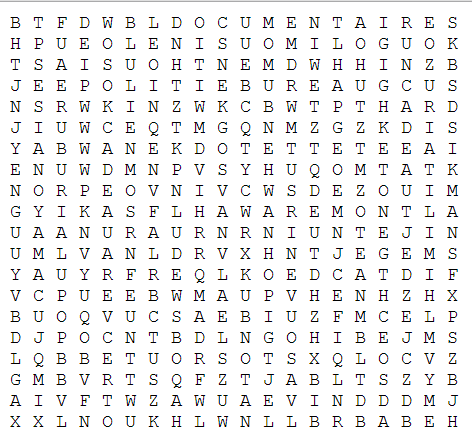 B T F D W B L D O C U M E N T A I R E S
H P U E O L E N I S U O M I L O G U O K
T S A I S U O H T N E M D W H H I N Z B
J E E P O L I T I E B U R E A U G C U S
N S R W K I N Z W K C B W T P T H A R D
J I U W C E Q T M G Q N M Z G Z K D I S
Y A B W A N E K D O T E T T E T E E A I
E N U W D M N P V S Y H U Q O M T A T K
N O R P E O V N I V C W S D E Z O U I M
G Y I K A S F L H A W A R E M O N T L A
U A A N U R A U R N R N I U N T E J I N
U M L V A N L D R V X H N T J E G E M S
Y A U Y R F R E Q L K O E D C A T D I F
V C P U E E B W M A U P V H E N H Z H X
B U O Q V U C S A E B I U Z F M C E L P
D J P O C N T B D L N G O H I B E J M S
L Q B B E T U O R S O T S X Q L O C V Z
G M B V R T S Q F Z T J A B L T S Z Y B
A I V F T W Z A W U A E V I N D D D M J
X X L N O U K H L W N L L B R B A B E H